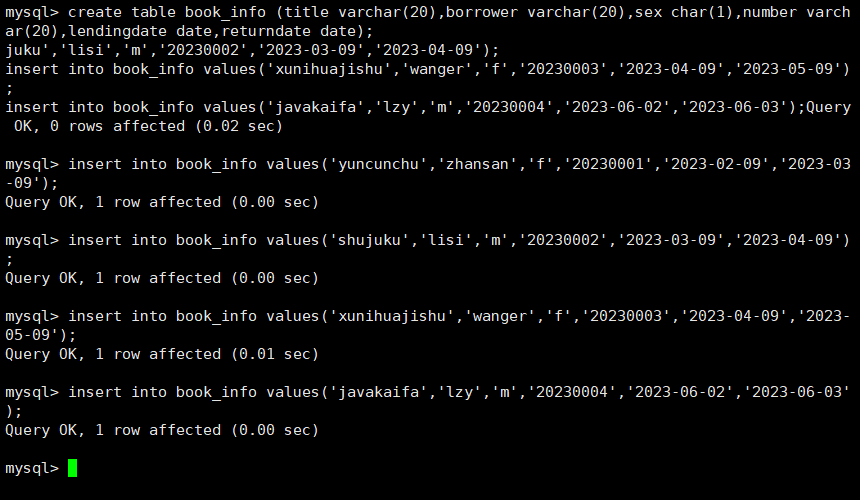 mysql> create table book_info (title varchar(20),borrower varchar(20),sex char(1),number varch
ar(20),lendingdate date,returndate date);
juku','lisi','m','20230002','2023-03-09','2023-04-09');
insert into book_info values('xunihuajishu','wanger','f','20230003','2023-04-09','2023-05-09')
;
insert into book_info values('javakaifa','lzy','m','20230004','2023-06-02','2023-06-03');Query
 OK, 0 rows affected (0.02 sec)

mysql> insert into book_info values('yuncunchu','zhansan','f','20230001','2023-02-09','2023-03
-09');
Query OK, 1 row affected (0.00 sec)

mysql> insert into book_info values('shujuku','lisi','m','20230002','2023-03-09','2023-04-09')
;
Query OK, 1 row affected (0.00 sec)

mysql> insert into book_info values('xunihuajishu','wanger','f','20230003','2023-04-09','2023-
05-09');
Query OK, 1 row affected (0.01 sec)

mysql> insert into book_info values('javakaifa','lzy','m','20230004','2023-06-02','2023-06-03'
);
Query OK, 1 row affected (0.00 sec)

mysql>